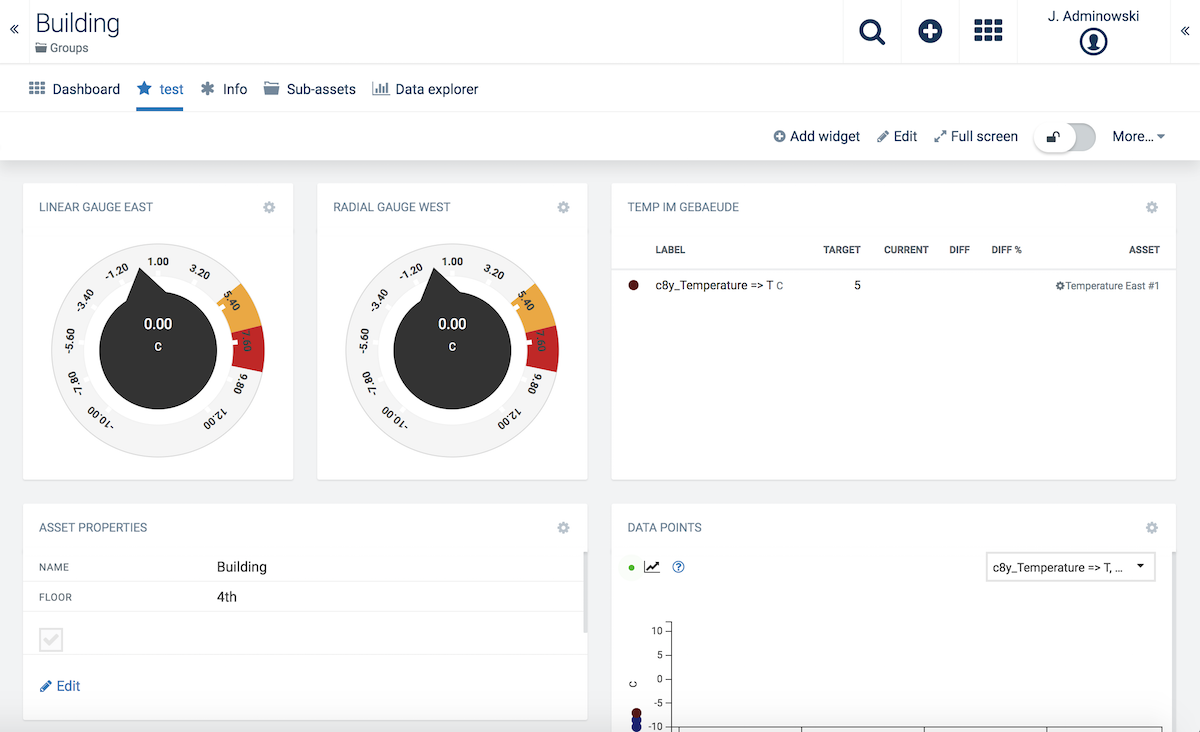 Building
Groups
J. Adminowski
Dashboard test Info Sub-assets Data explorer
Add widget Edit Full screen More...
LINEAR GAUGE EAST
-10.00 -7.80 -5.60 -3.40 -1.20 1.00 3.20 5.40 7.60 9.80 12.00
0.00
C
RADIAL GAUGE WEST
-10.00 -7.80 -5.60 -3.40 -1.20 1.00 3.20 5.40 7.60 9.80 12.00
0.00
C
TEMP IM GEBAEUDE
LABEL TARGET CURRENT DIFF DIFF % ASSET
c8y_Temperature => T C 5 Temperature East #1
ASSET PROPERTIES
NAME Building
FLOOR 4th
Edit
DATA POINTS
c8y_Temperature => T, ...
10
5
0
-5
-10
C